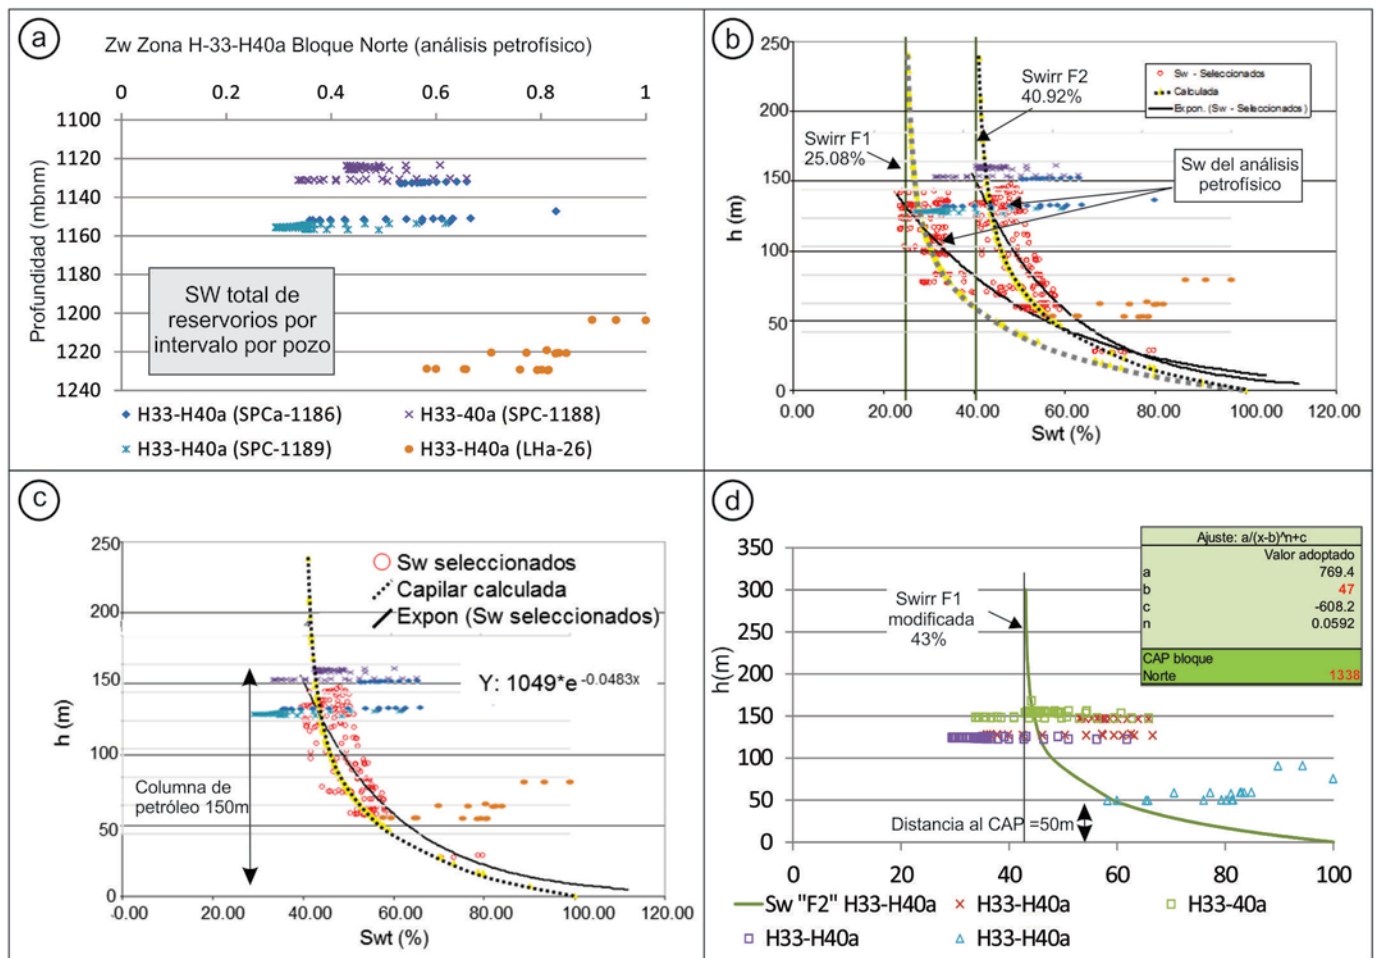 a
Zw Zona H-33-H40a Bloque Norte (análisis petrofísico)
0 0.2 0.4 0.6 0.8 1
Profundidad (mbnm)
1100
1120
1140
1160
1180
1200
1220
1240
SW total de
reservorios por
intervalo por pozo
H33-H40a (SPCa-1186)
H33-40a (SPC-1188)
H33-H40a (SPC-1189)
H33-H40a (LHa-26)
b
h (m)
250
200
150
100
50
0
0.00 20.00 40.00 60.00 80.00 100.00 120.00
Swt (%)
Swirr F2
40.92%
Swirr F1
25.08%
Sw - Seleccionados
Calculada
Expon. (Sw - Seleccionados)
Sw del análisis
petrofísico
c
h (m)
250
200
150
100
50
0
-0.00 20.00 40.00 60.00 80.00 100.00 120.00
Swt (%)
Sw seleccionados
Capilar calculada
Expon (Sw seleccionados)
Y: 1049*e -0.0483x
Columna de
petróleo 150m
d
h(m)
350
300
250
200
150
100
50
0
0 20 40 60 80 100
Swirr F1
modificada
43%
Ajuste: a/(x-b)^n+c
Valor adoptado
a 769.4
b 47
c -608.2
n 0.0592
CAP bloque
Norte 1338
Distancia al CAP =50m
Sw "F2" H33-H40a
H33-H40a
H33-40a
H33-H40a
H33-H40a